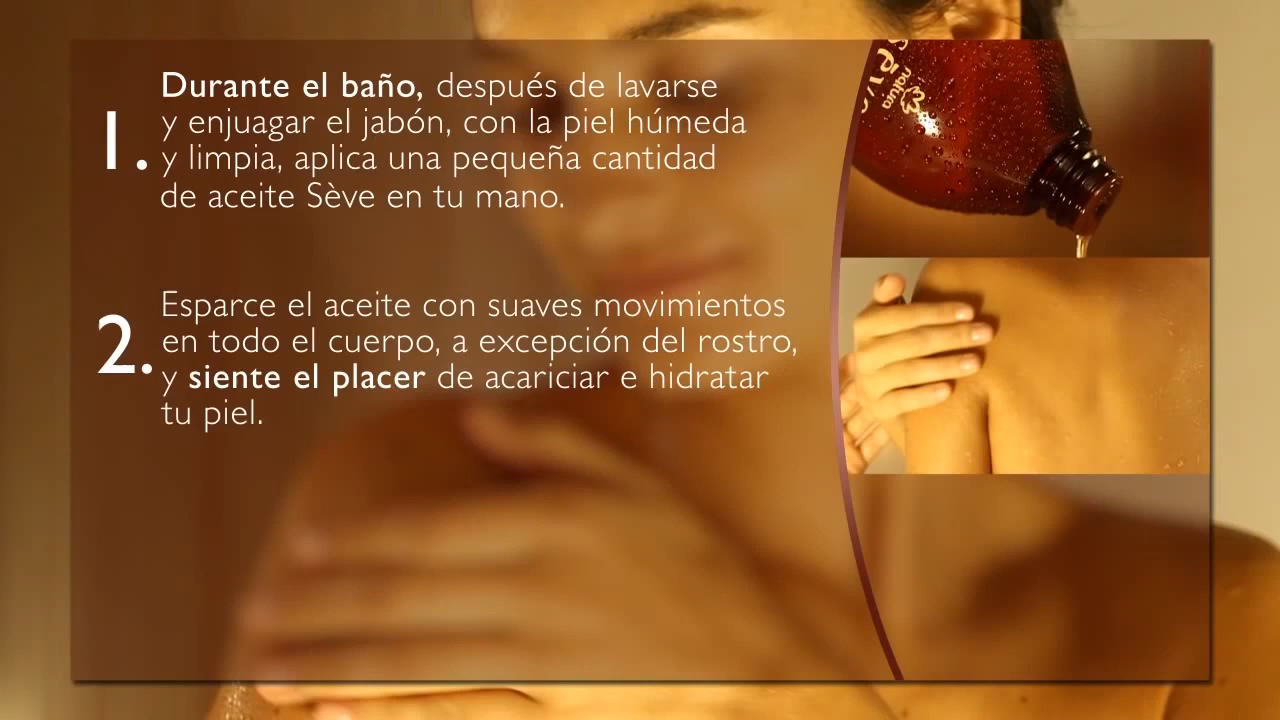 1.
Durante el baño, después de lavarse
y enjuagar el jabón, con la piel húmeda
y limpia, aplica una pequeña cantidad
de aceite Sève en tu mano.
2.
Esparce el aceite con suaves movimientos
en todo el cuerpo, a excepción del rostro,
y siente el placer de acariciar e hidratar
tu piel.
natura